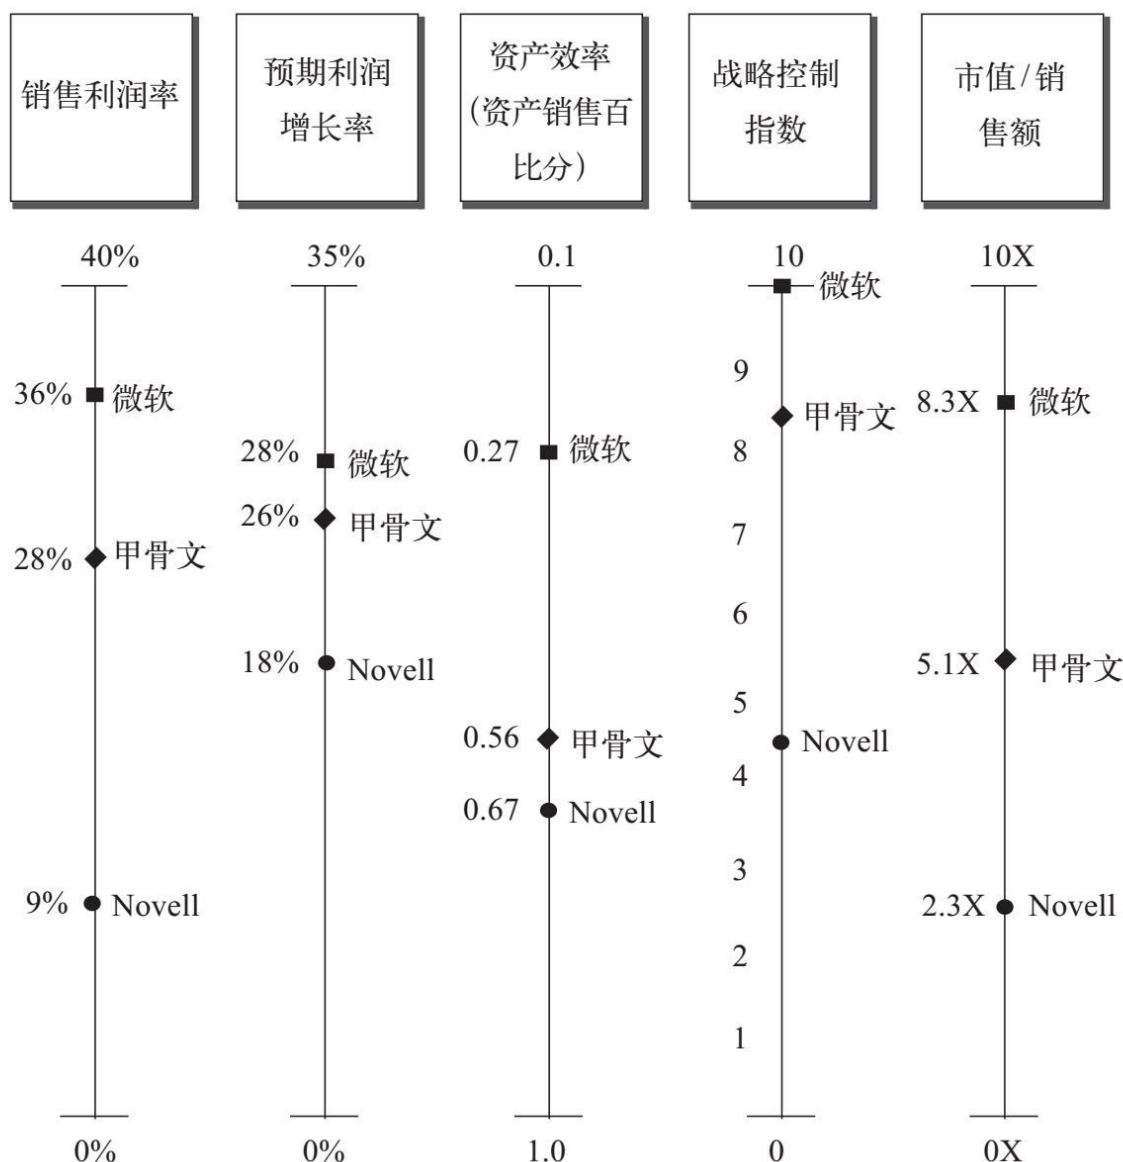 销售利润率
预期利润
增长率
资产效率
(资产销售百
比分)
战略控制
指数
市值/销
售额
40%
36% 微软
28% 甲骨文
9% Novell
0%
35%
28% 微软
26% 甲骨文
18% Novell
0%
0.1
0.27 微软
0.56 甲骨文
0.67 Novell
1.0
10
微软
9
甲骨文
8
7
6
5
Novell
4
3
2
1
0
10X
8.3X 微软
5.1X 甲骨文
2.3X Novell
0X